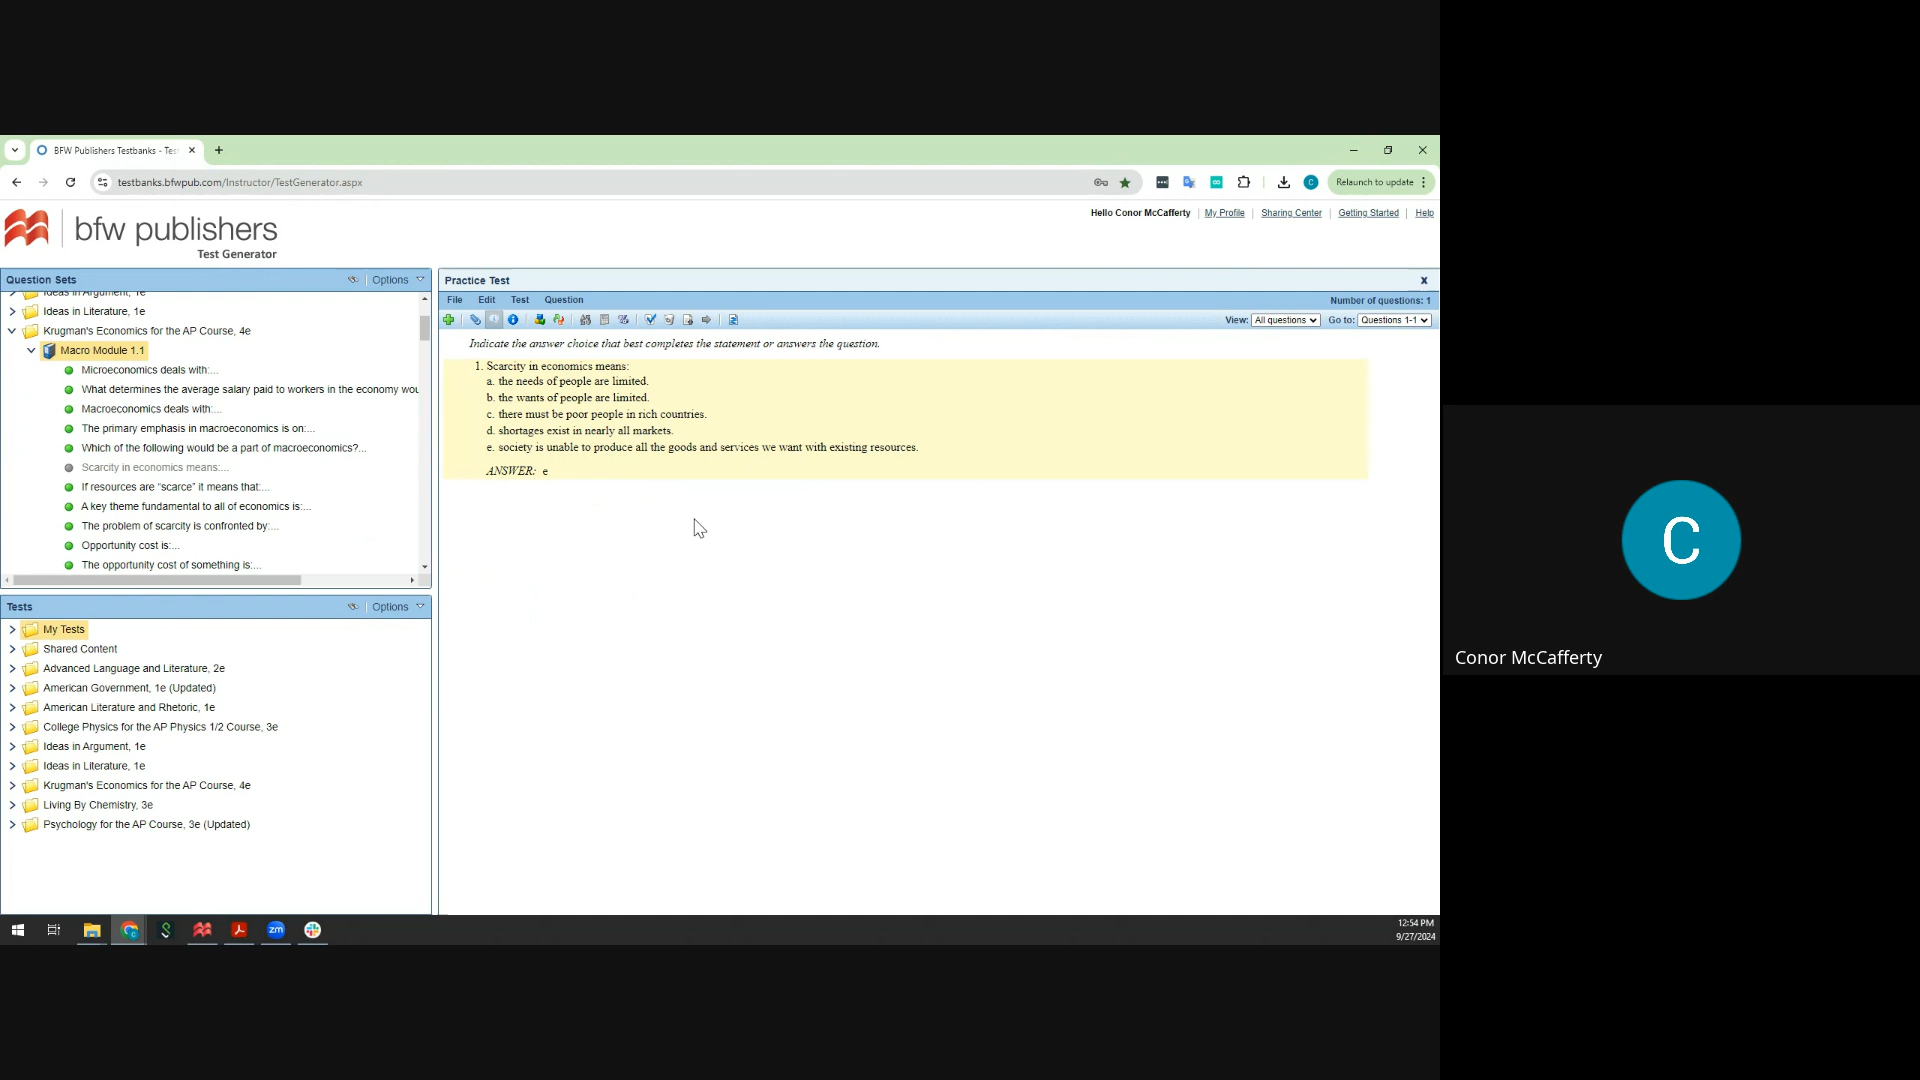 BFW Publishers Testbanks - Tes
testbanks.bfwpub.com/Instructor/TestGenerator.aspx
C
Relaunch to update
bfw publishers
Test Generator
Hello Conor McCafferty
My Profile
Sharing Center
Getting Started
Help
Question Sets
Options
Ideas in Argument, 1e
Ideas in Literature, 1e
Krugman's Economics for the AP Course, 4e
Macro Module 1.1
Microeconomics deals with:...
What determines the average salary paid to workers in the economy wou
Macroeconomics deals with:...
The primary emphasis in macroeconomics is on:...
Which of the following would be a part of macroeconomics?...
Scarcity in economics means:...
If resources are “scarce” it means that:...
A key theme fundamental to all of economics is:...
The problem of scarcity is confronted by:...
Opportunity cost is:...
The opportunity cost of something is:...
Tests
Options
My Tests
Shared Content
Advanced Language and Literature, 2e
American Government, 1e (Updated)
American Literature and Rhetoric, 1e
College Physics for the AP Physics 1/2 Course, 3e
Ideas in Argument, 1e
Ideas in Literature, 1e
Krugman's Economics for the AP Course, 4e
Living By Chemistry, 3e
Psychology for the AP Course, 3e (Updated)
Practice Test
x
File Edit Test Question
Number of questions: 1
View: All questions Go to: Questions 1-1
Indicate the answer choice that best completes the statement or answers the question.
1. Scarcity in economics means:
a. the needs of people are limited.
b. the wants of people are limited.
c. there must be poor people in rich countries.
d. shortages exist in nearly all markets.
e. society is unable to produce all the goods and services we want with existing resources.
ANSWER: e
zm
12:54 PM
9/27/2024
C
Conor McCafferty